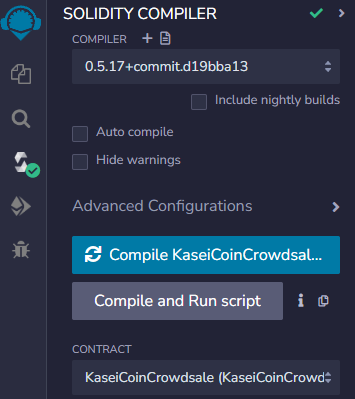 SOLIDITY COMPILER
COMPILER
0.5.17+commit.d19bba13
Include nightly builds
Auto compile
Hide warnings
Advanced Configurations
Compile KaseiCoinCrowdsal...
Compile and Run script
CONTRACT
KaseiCoinCrowdsale (KaseiCoinCrowd